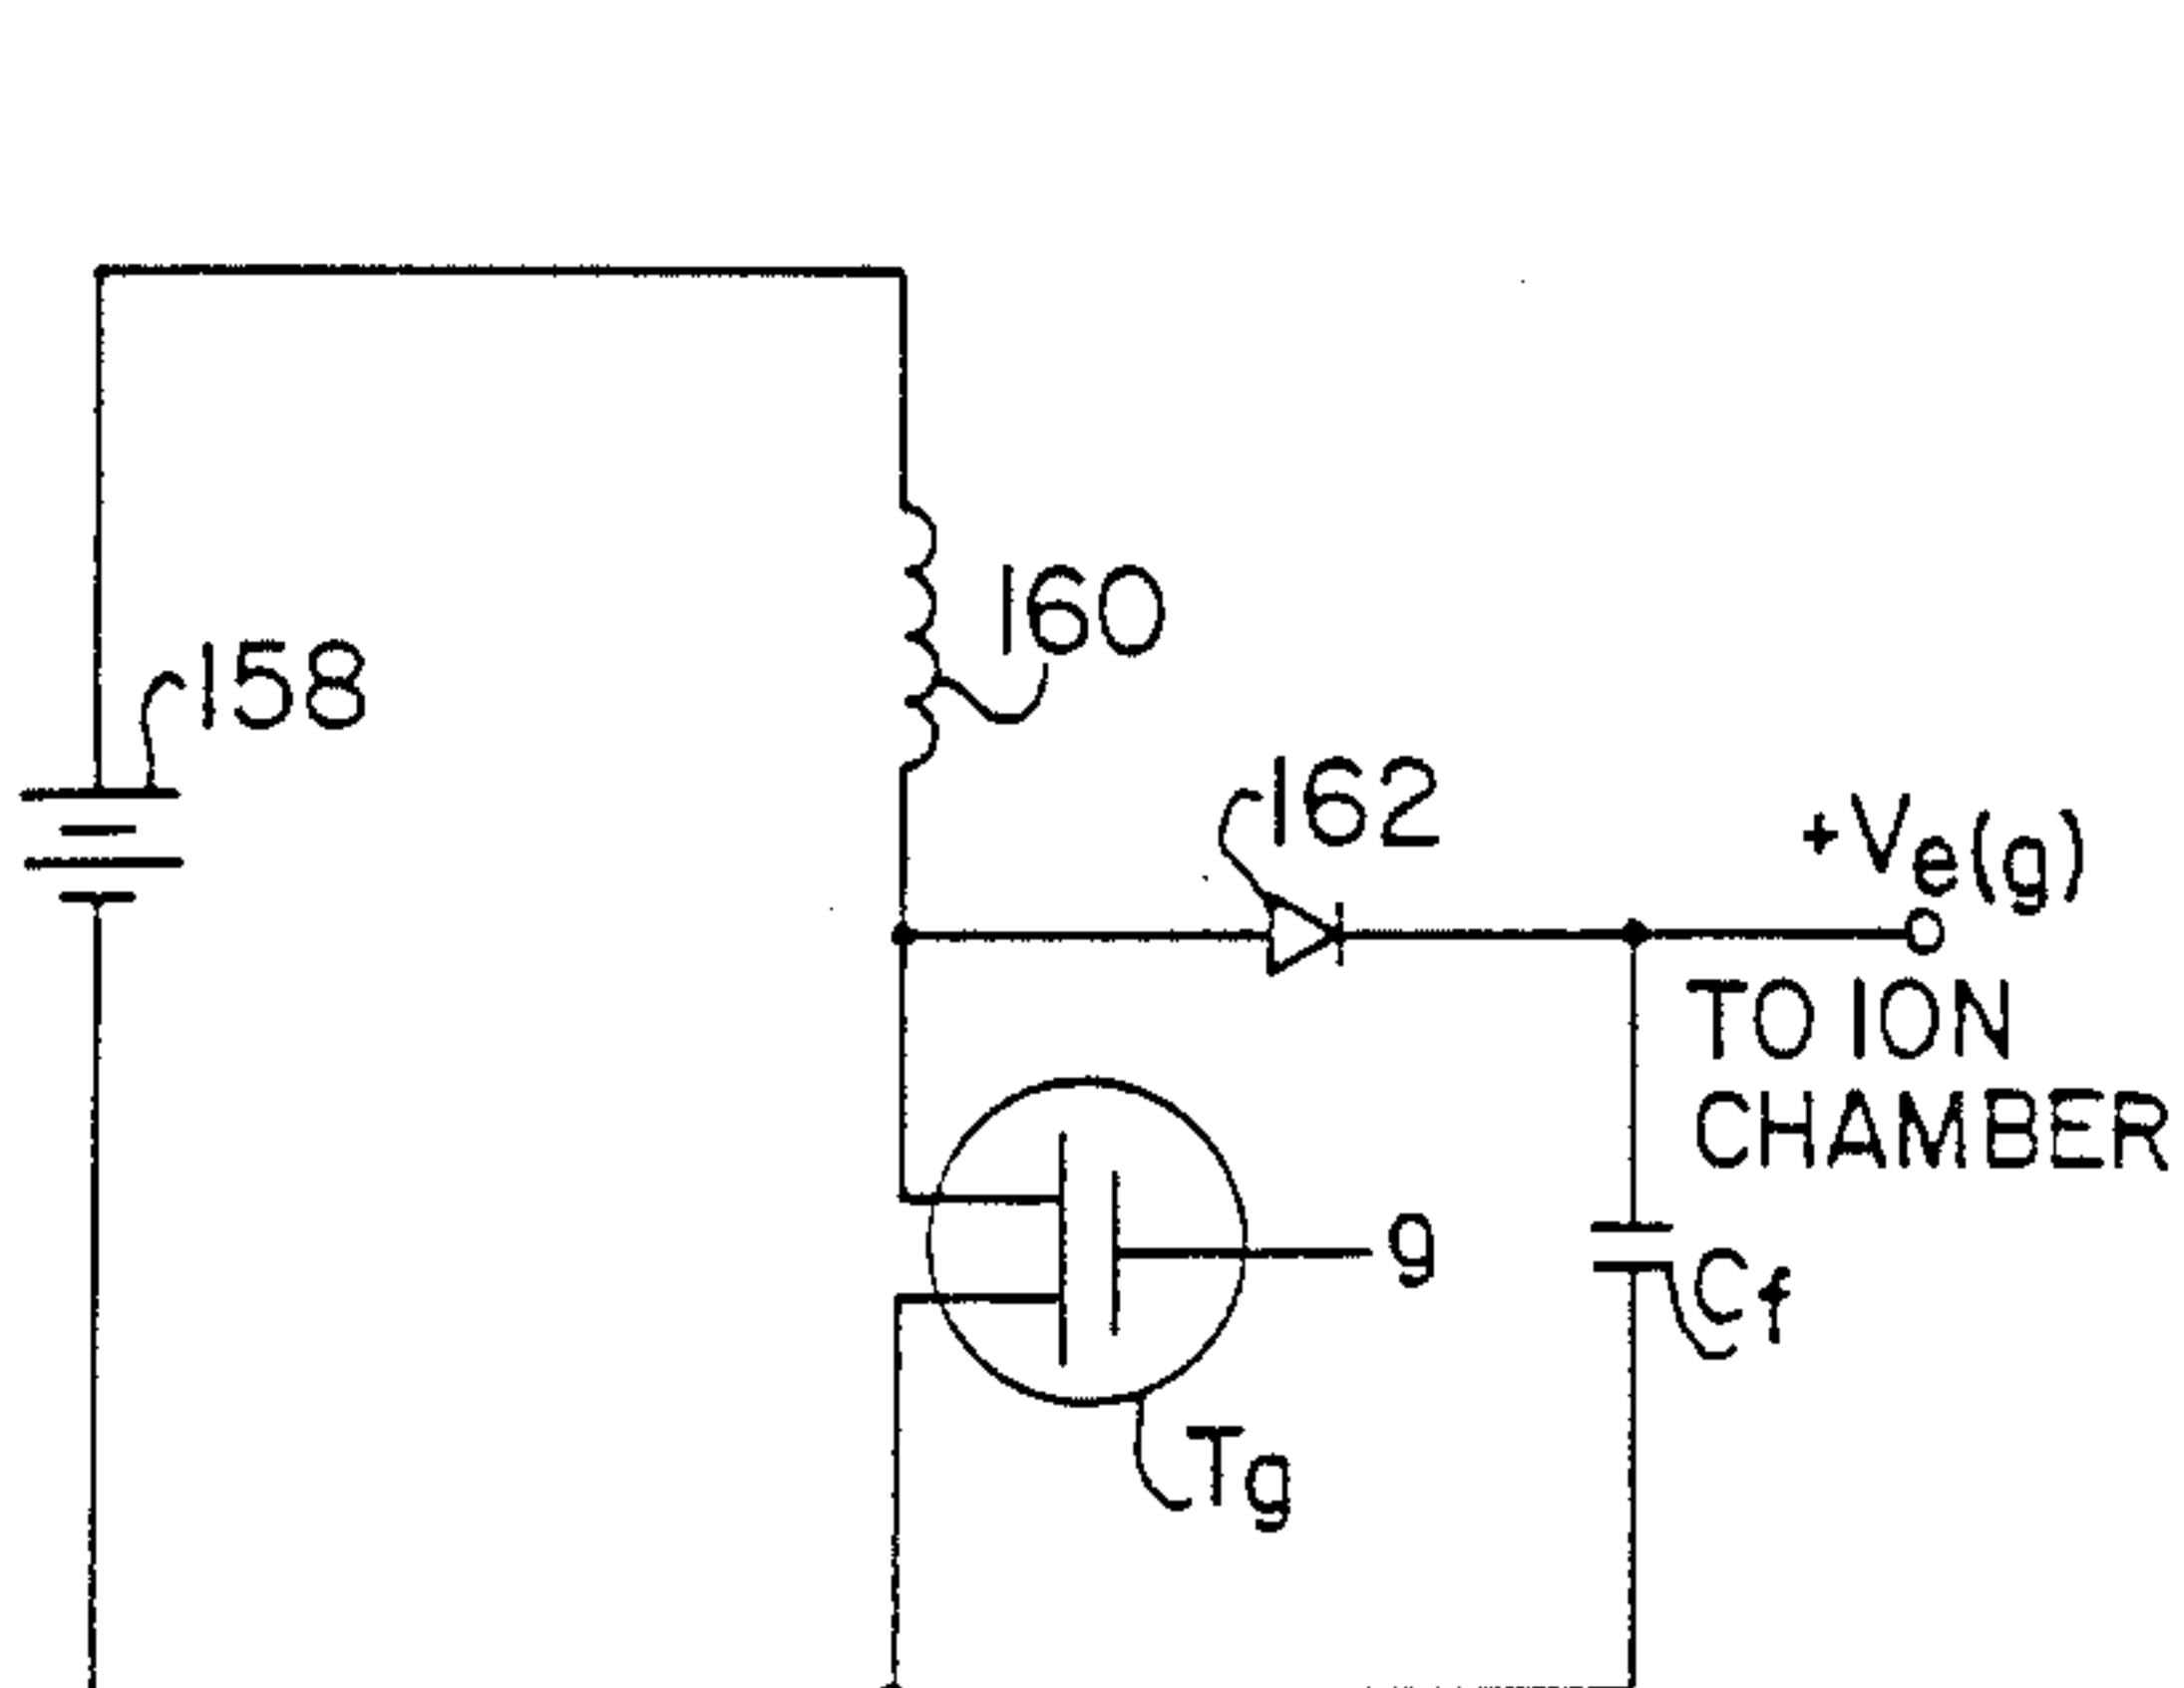 160
158
162
+Ve(g)
TO ION
CHAMBER
g
Cf
Tg